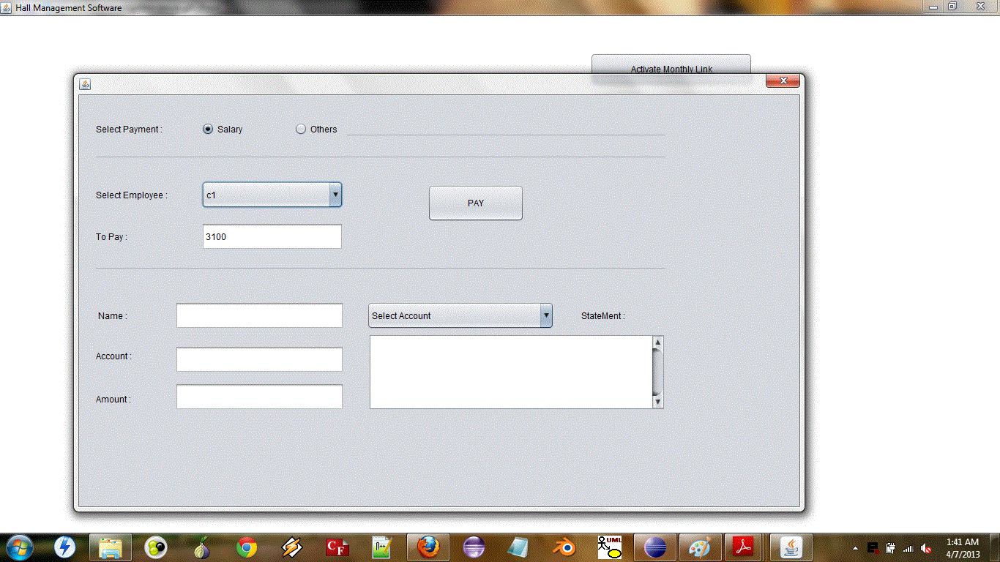 Hall Management Software
Activate Monthly Link
Select Payment :
Salary
Others
Select Employee :
c1
PAY
To Pay :
3100
Name :
Select Account
StateMent :
Account :
Amount :
CF
UML
1:41 AM
4/7/2013